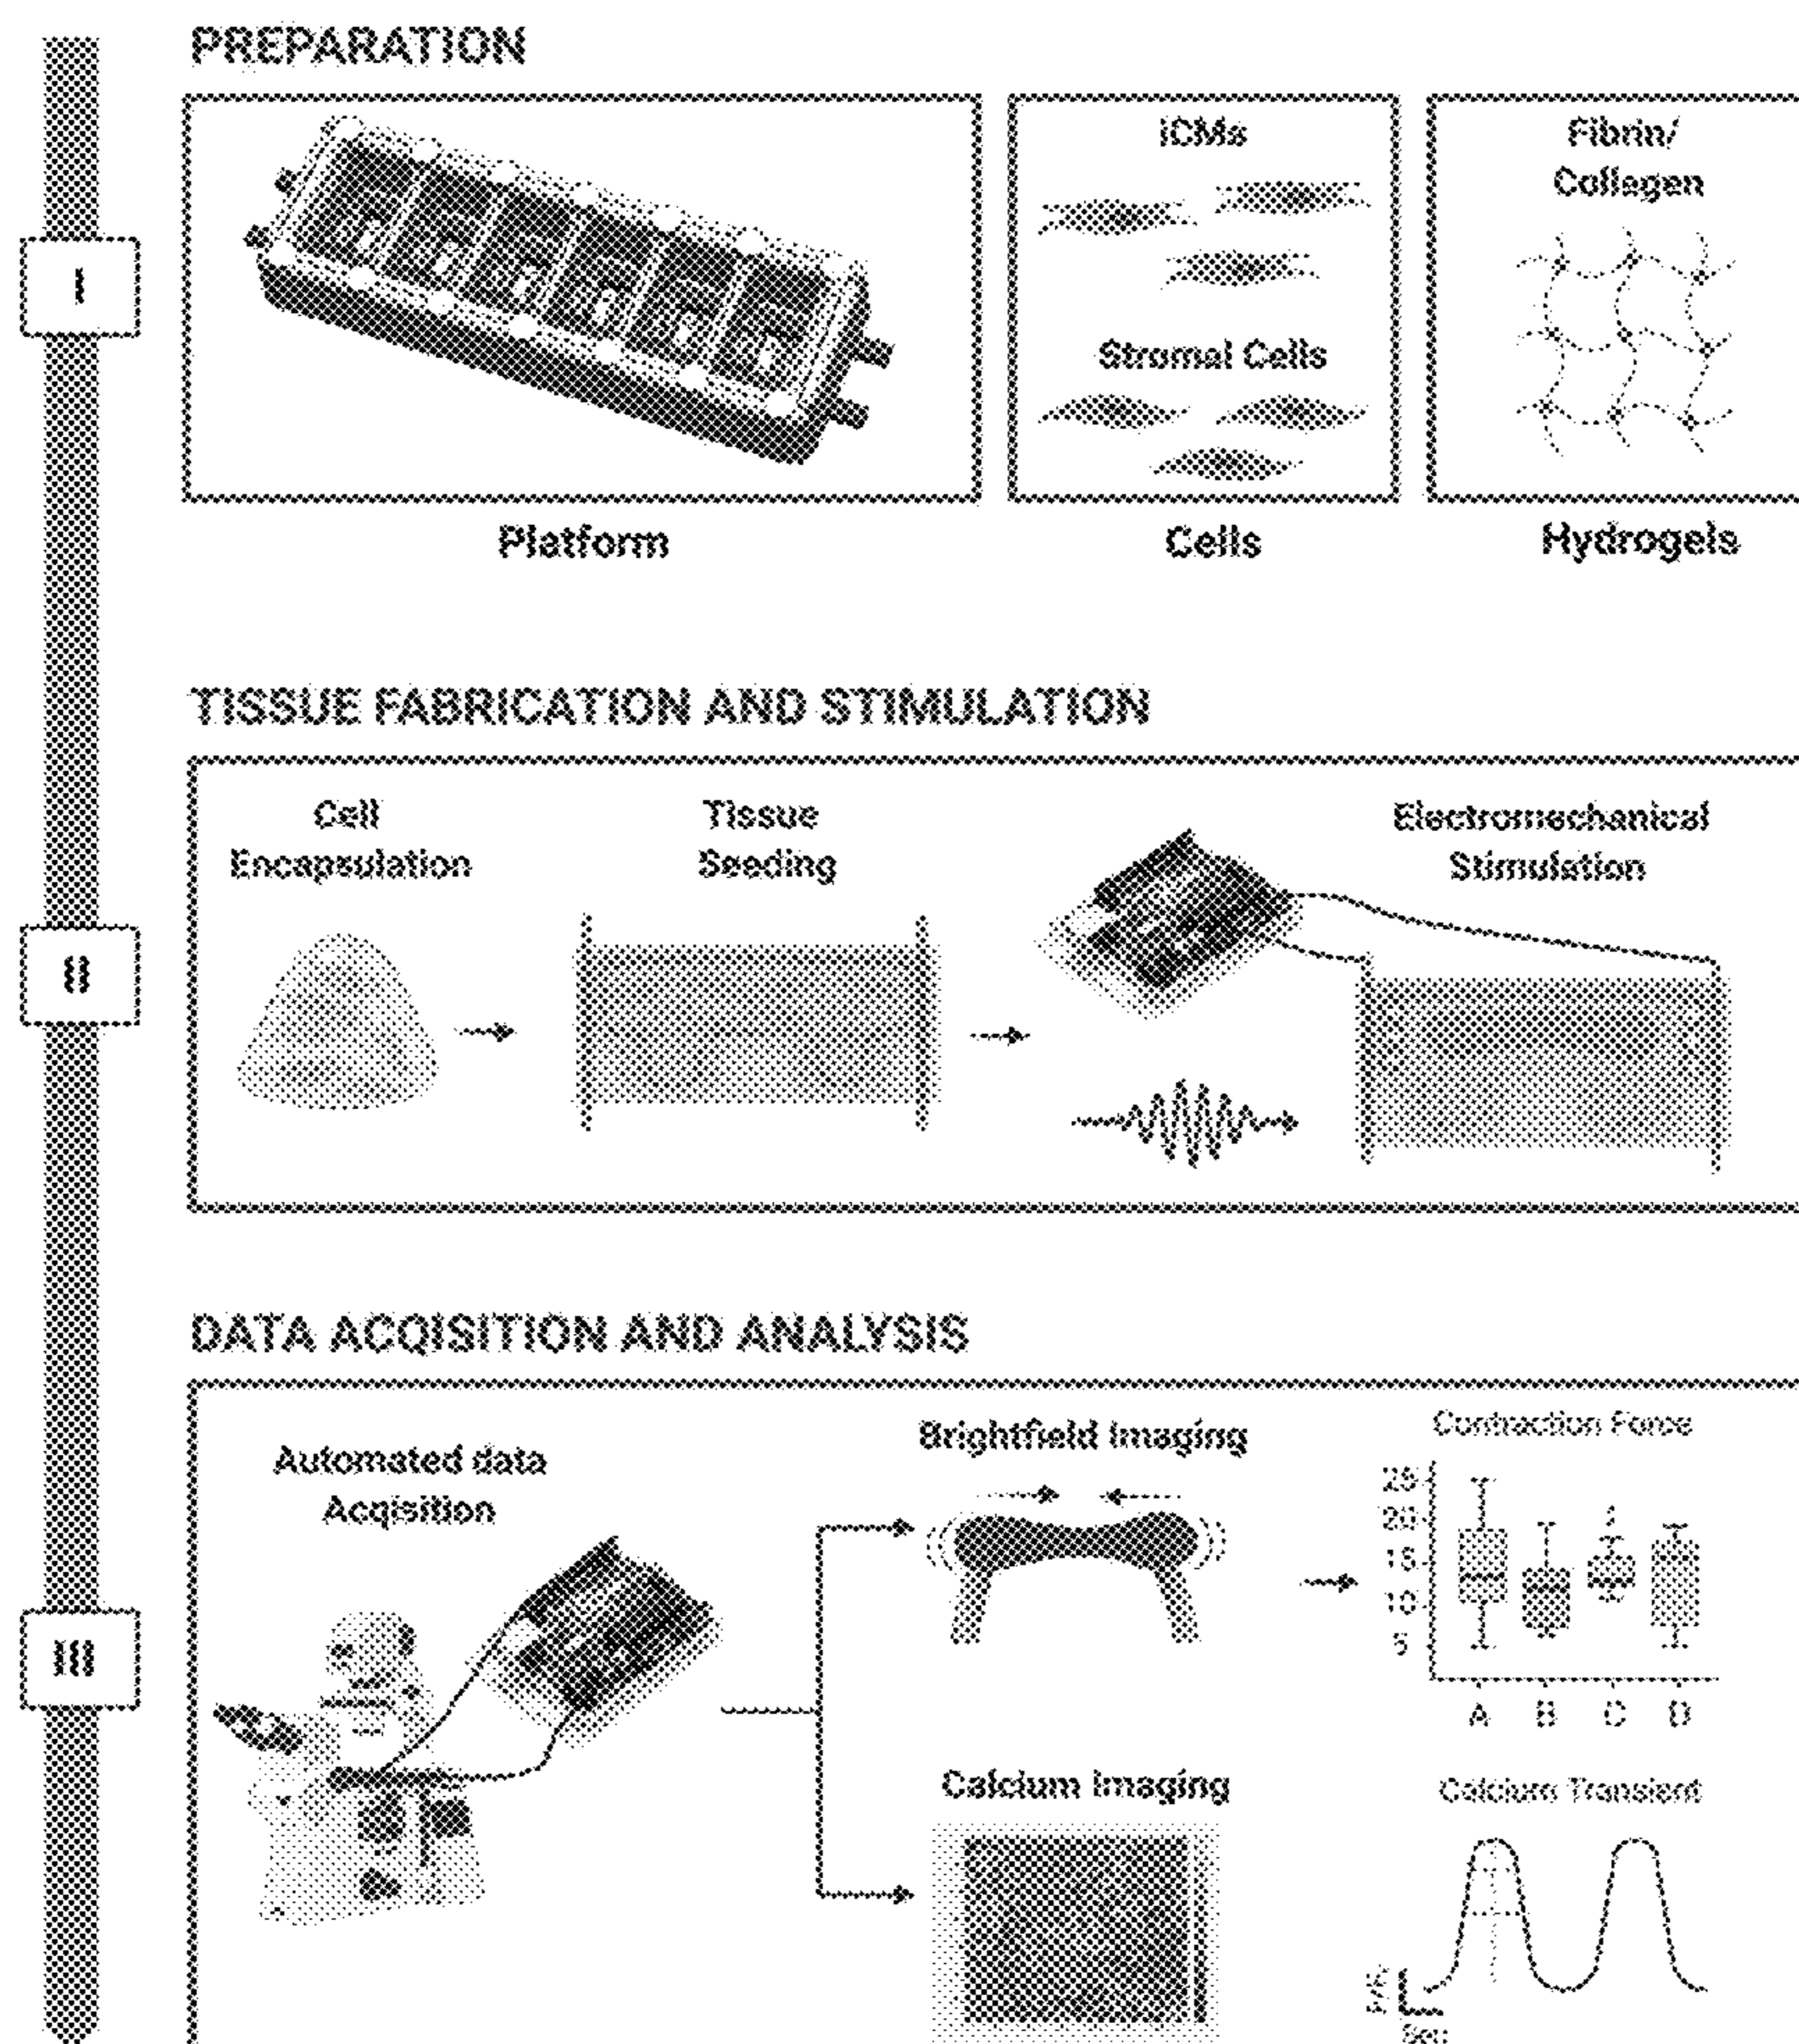 PREPARATION
I
iCMs
Stromal Cells
Fibrin/
Collagen
Platform
Cells
Hydrogels
TISSUE FABRICATION AND STIMULATION
II
Cell
Encapsulation
Tissue
Seeding
Electromechanical
Stimulation
DATA ACQISITION AND ANALYSIS
III
Automated data
Acqisition
Brightfield Imaging
Contraction Force
25
20
15
10
5
A B C D
Calcium Imaging
Calcium Transient